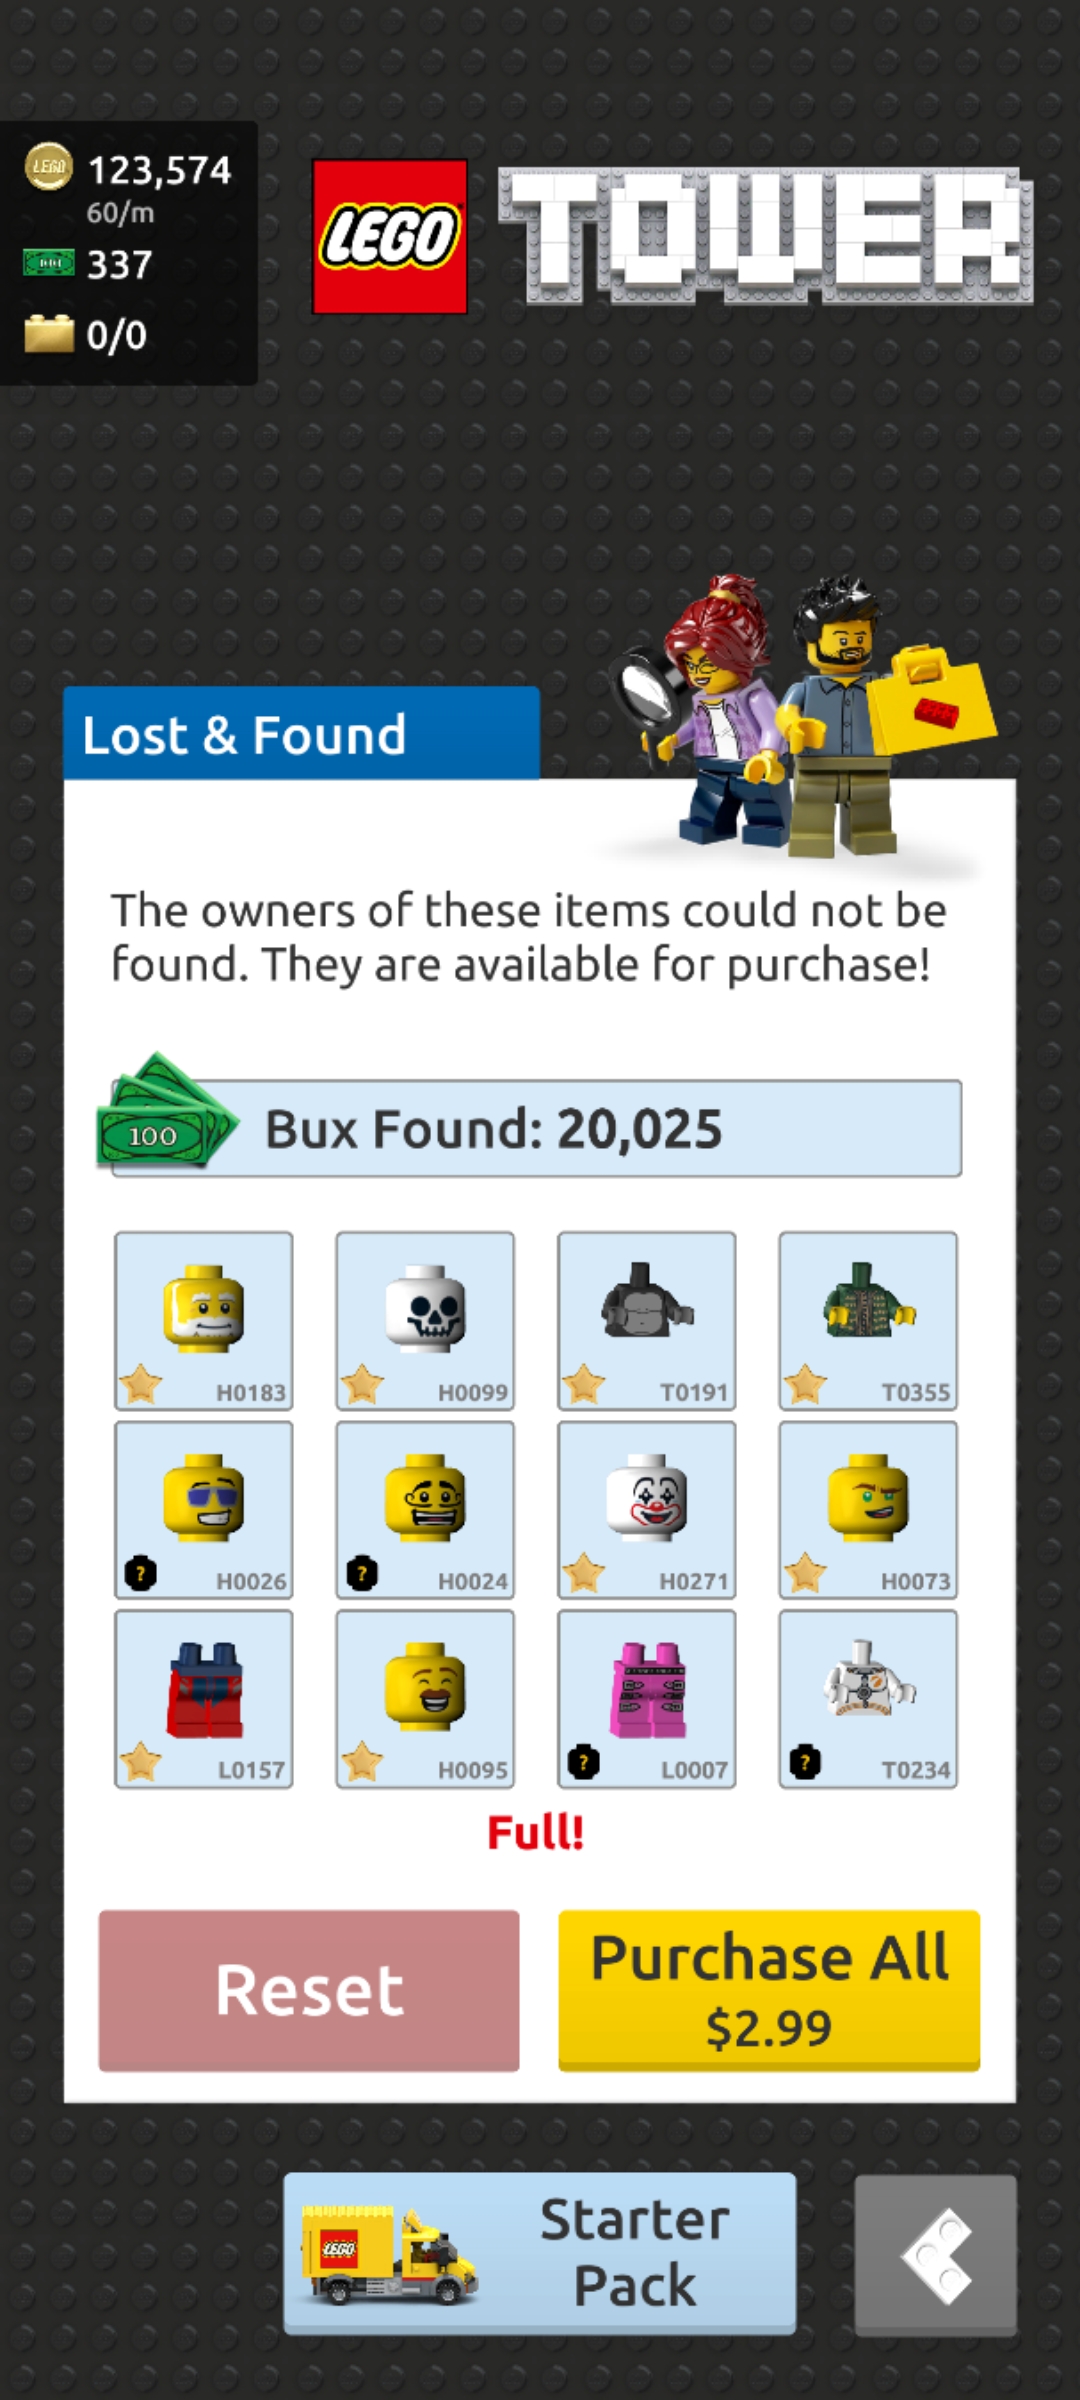 LEGO 123,574
60/m
337
0/0
LEGO TOWER
Lost & Found
The owners of these items could not be
found. They are available for purchase!
100 Bux Found: 20,025
H0183 H0099 T0191 T0355
? H0026 ? H0024 H0271 H0073
L0157 H0095 ? L0007 ? T0234
Full!
Reset
Purchase All
$2.99
LEGO
Starter
Pack